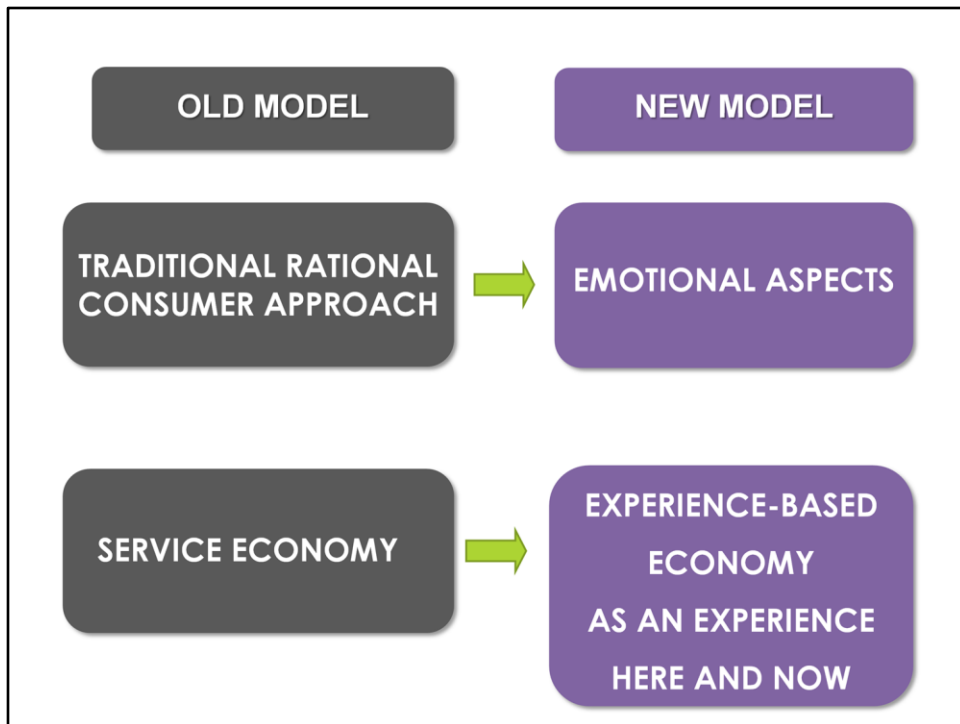 OLD MODEL
NEW MODEL
TRADITIONAL RATIONAL
CONSUMER APPROACH
EMOTIONAL ASPECTS
SERVICE ECONOMY
EXPERIENCE-BASED
ECONOMY
AS AN EXPERIENCE
HERE AND NOW